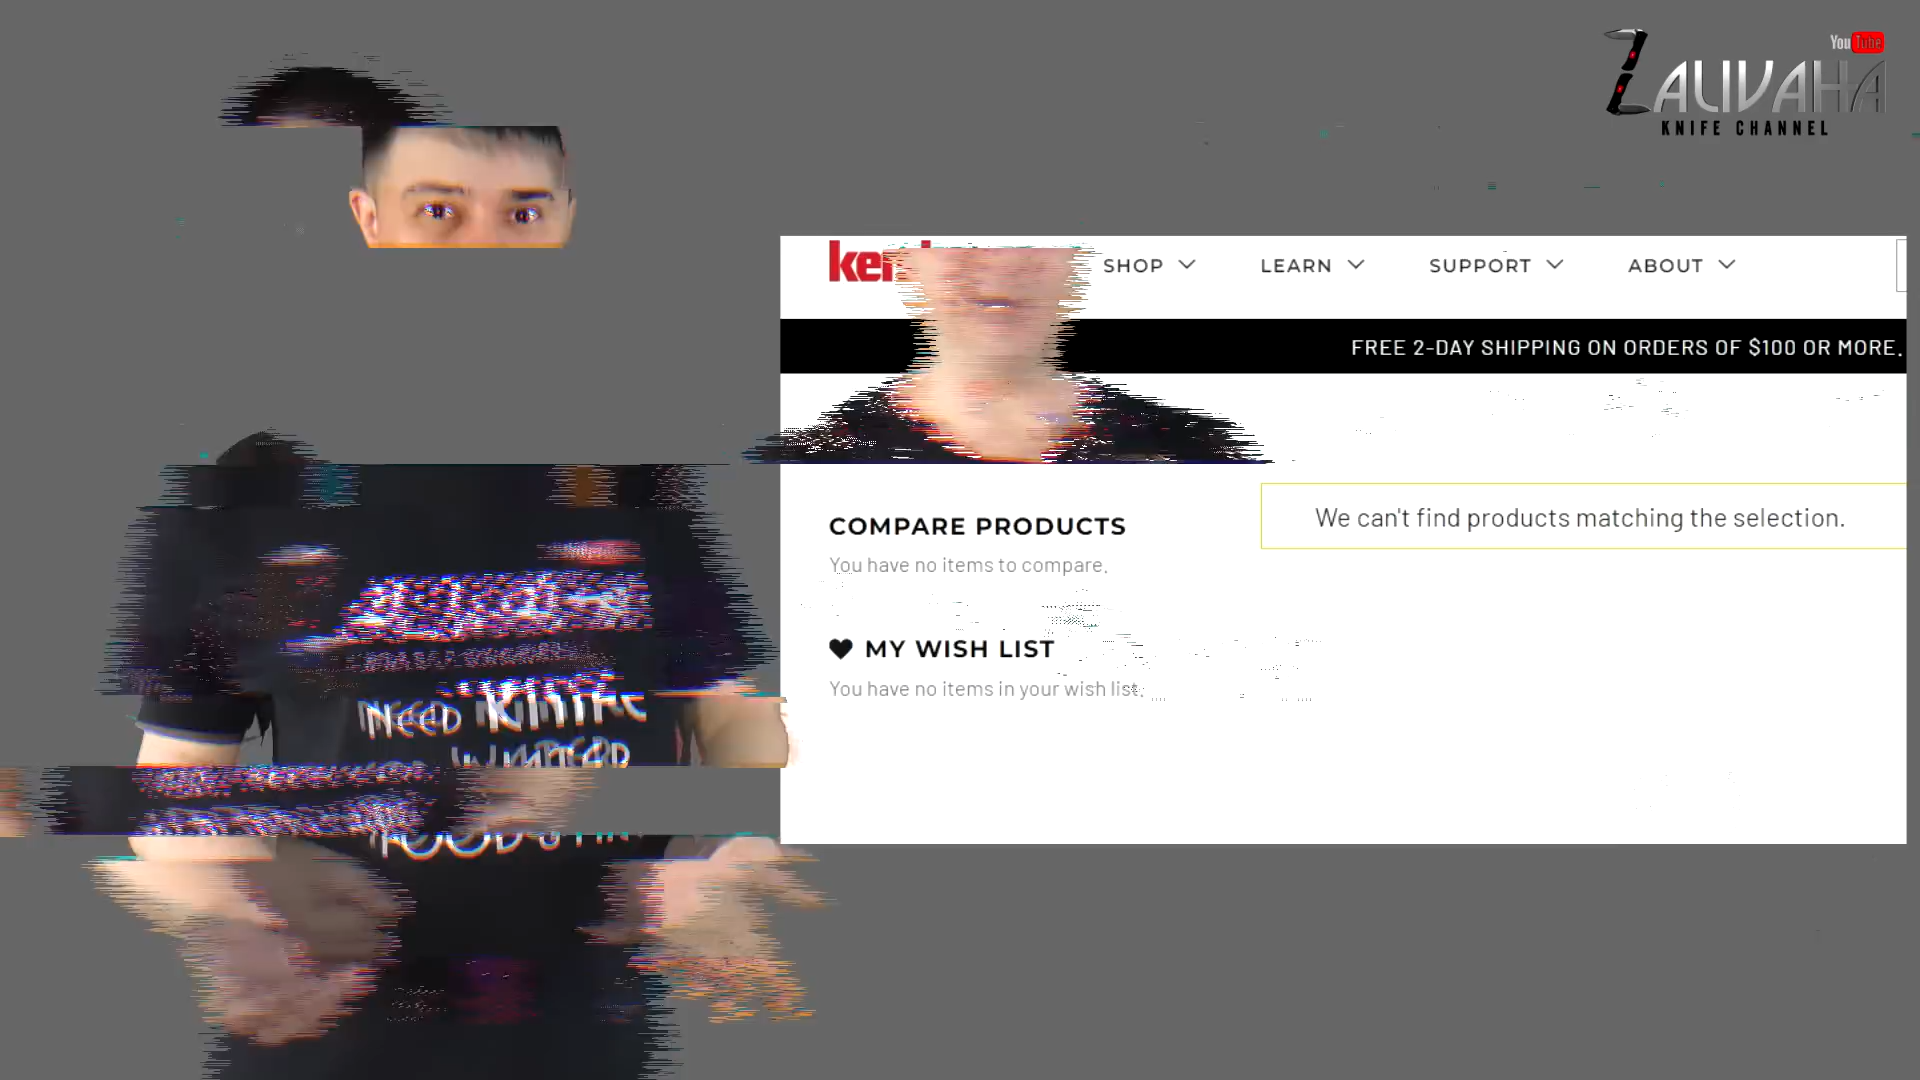 YouTube
ZALIVAHA
KNIFE CHANNEL
SHOP
LEARN
SUPPORT
ABOUT
FREE 2-DAY SHIPPING ON ORDERS OF $100 OR MORE.
COMPARE PRODUCTS
You have no items to compare.
We can't find products matching the selection.
MY WISH LIST
You have no items in your wish list.
NEED